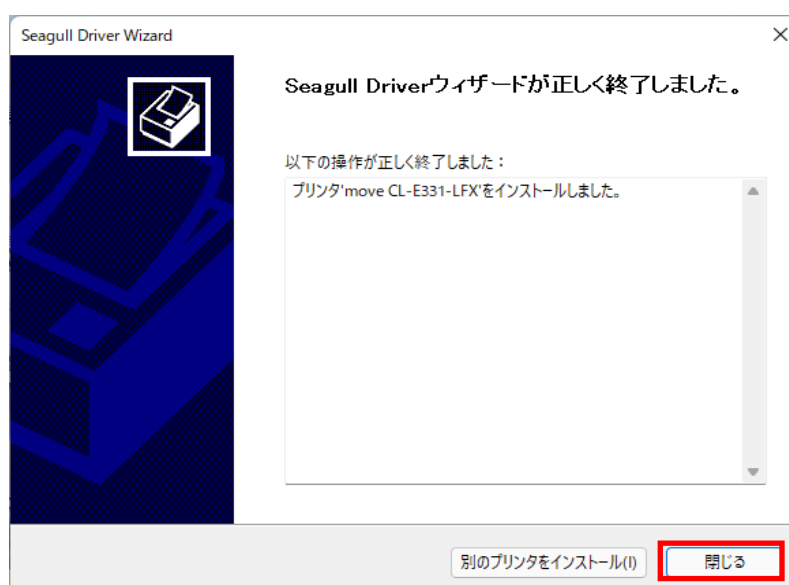 Seagull Driver Wizard
Seagull Driverウィザードが正しく終了しました。
以下の操作が正しく終了しました：
プリンタ'move CL-E331-LFX'をインストールしました。
別のプリンタをインストール(I)
閉じる